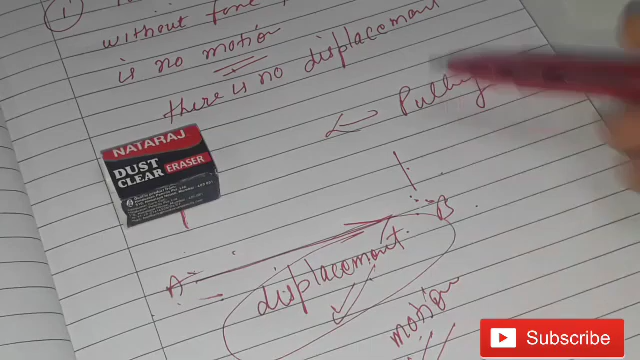 without force
is no motion
there is no displacement
← Pulling
NATARAJ
DUST
CLEAR ERASER
A
B
displacement
motion
Subscribe